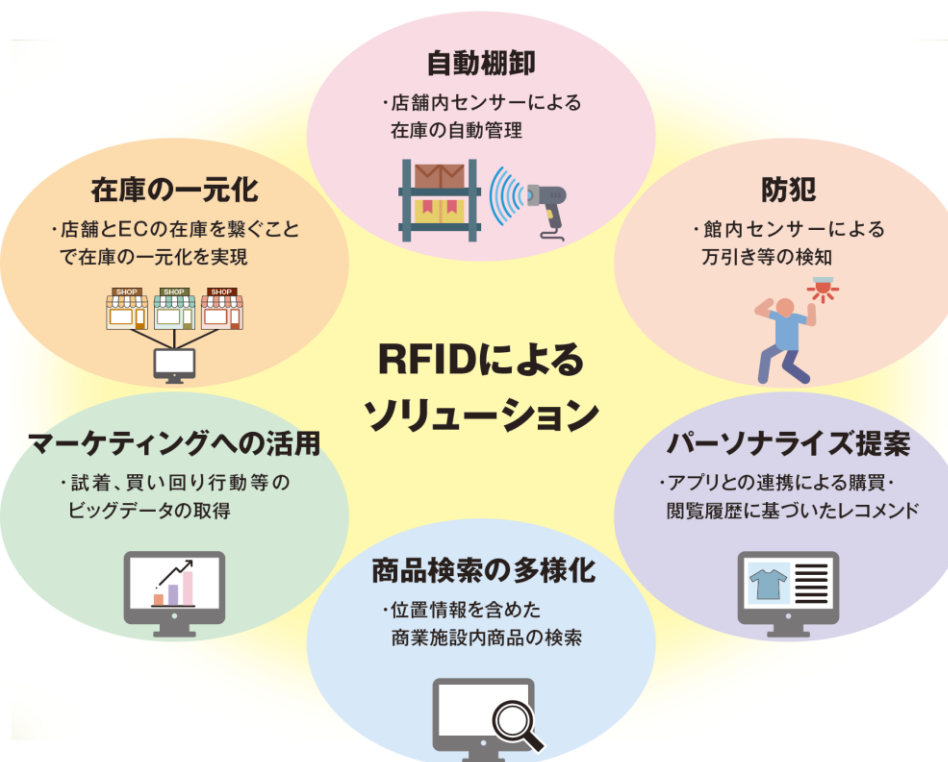 自動棚卸
・店舗内センサーによる
在庫の自動管理
在庫の一元化
・店舗とECの在庫を繋ぐこと
で在庫の一元化を実現
SHOP
SHOP
SHOP
防犯
・館内センサーによる
万引き等の検知
RFIDによる
ソリューション
マーケティングへの活用
・試着、買い回り行動等の
ビッグデータの取得
パーソナライズ提案
・アプリとの連携による購買・
閲覧履歴に基づいたレコメンド
商品検索の多様化
・位置情報を含めた
商業施設内商品の検索